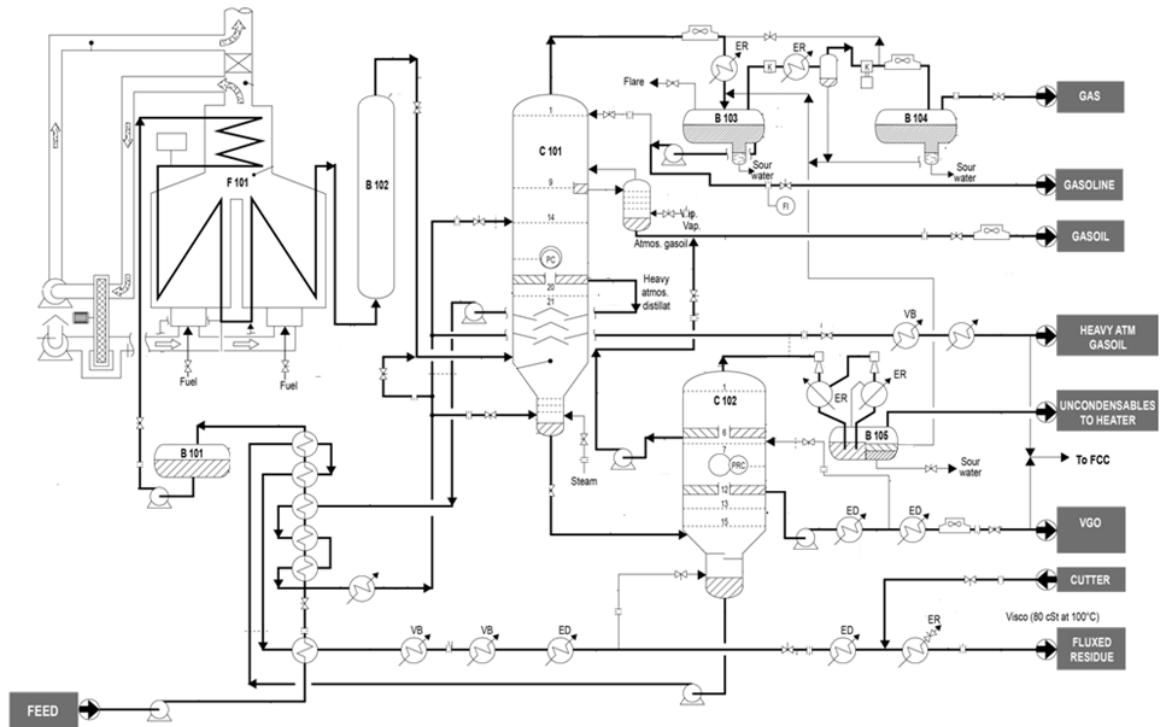 ER
ER
Flare
B 103
B 104
GAS
1
C 101
B 102
F 101
Sour
water
Sour
water
GASOLINE
9
FI
14
Vap.
Atmos. gasoil
GASOIL
PC
20
21
Heavy
atmos.
distillat
VB
HEAVY ATM
GASOIL
Fuel
Fuel
1
C 102
ER
ER
UNCONDENSABLES
TO HEATER
B 101
6
7
B 105
Steam
PRC
Sour
water
To FCC
12
13
15
ED
ED
VGO
CUTTER
Visco (80 cSt at 100°C)
VB
VB
ED
ED
ER
FLUXED
RESIDUE
FEED
K
K